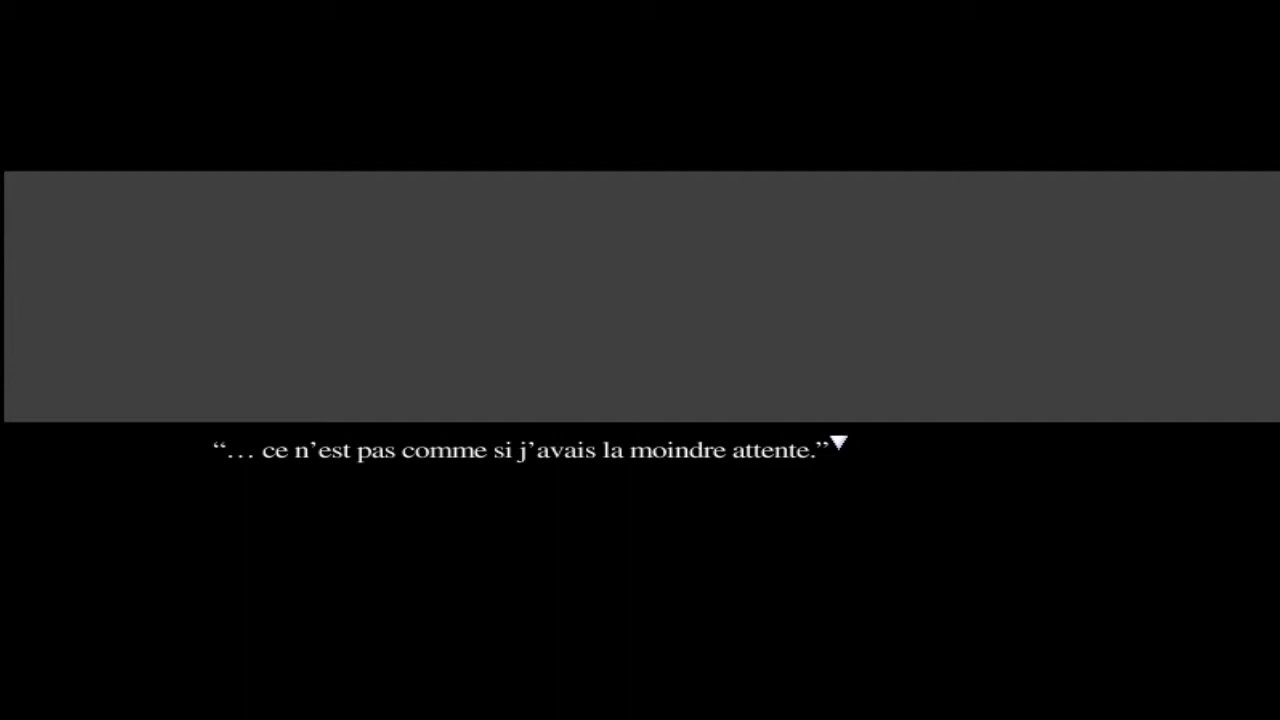 “… ce n’est pas comme si j’avais la moindre attente.”